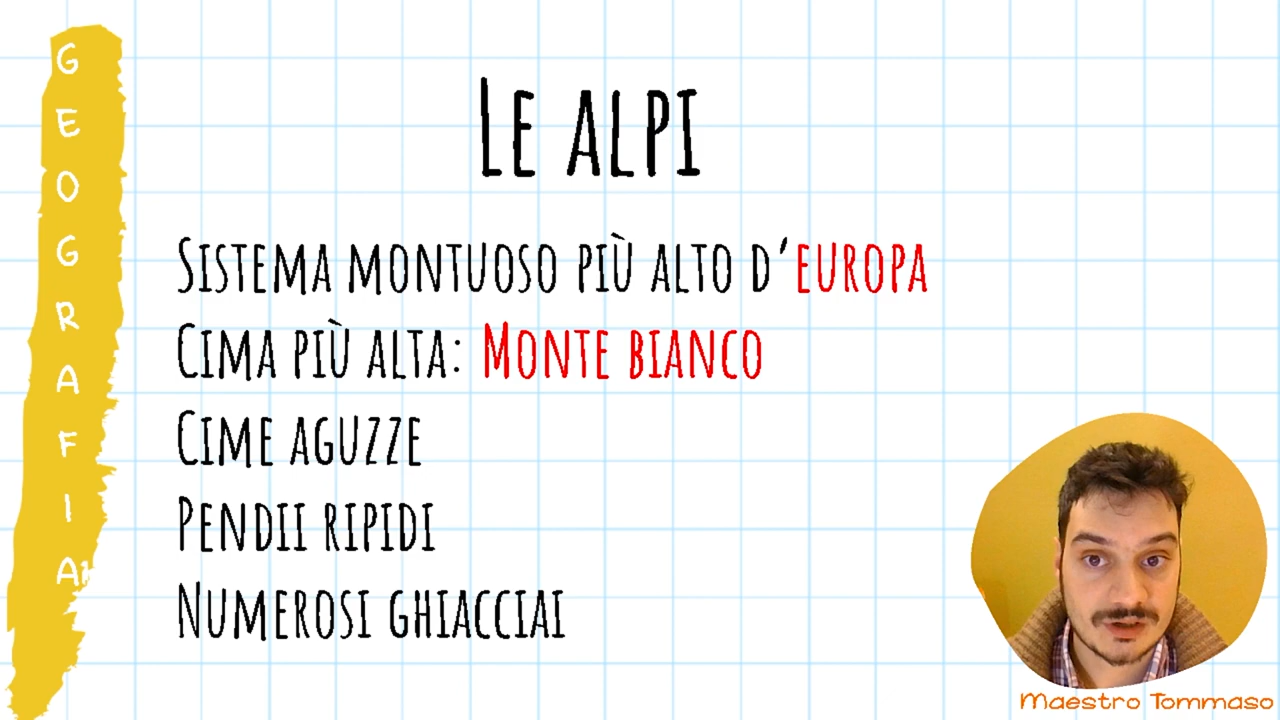 GEOGRAFIA
LE ALPI
SISTEMA MONTUOSO PIÙ ALTO D'EUROPA
CIMA PIÙ ALTA: MONTE BIANCO
CIME AGUZZE
PENDII RIPIDI
NUMEROSI GHIACCIAI
Maestro Tommaso